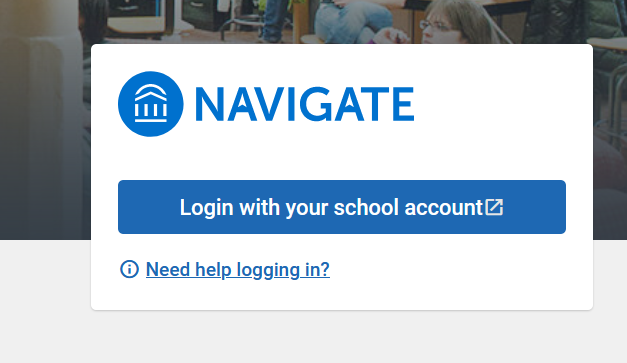 NAVIGATE
Login with your school account
Need help logging in?